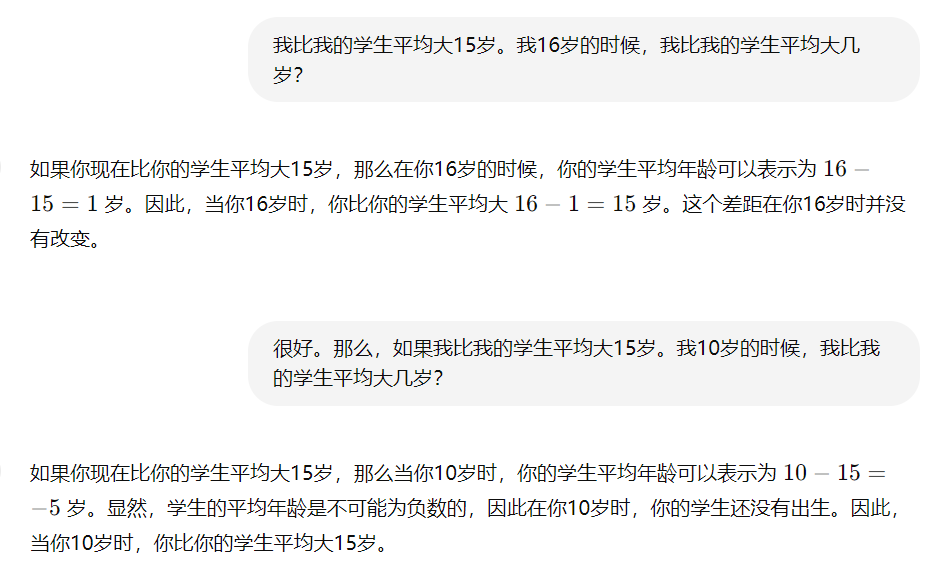 我比我的学生平均大15岁。我16岁的时候，我比我的学生平均大几
岁？
如果你现在比你的学生平均大15岁，那么在你16岁的时候，你的学生平均年龄可以表示为 16 −
15 = 1 岁。因此，当你16岁时，你比你的学生平均大 16 − 1 = 15 岁。这个差距在你16岁时并没
有改变。
很好。那么，如果我比我的学生平均大15岁。我10岁的时候，我比我
的学生平均大几岁？
如果你现在比你的学生平均大15岁，那么当你10岁时，你的学生平均年龄可以表示为 10 − 15 =
−5 岁。显然，学生的平均年龄是不可能为负数的，因此在你10岁时，你的学生还没有出生。因此，
当你10岁时，你比你的学生平均大15岁。